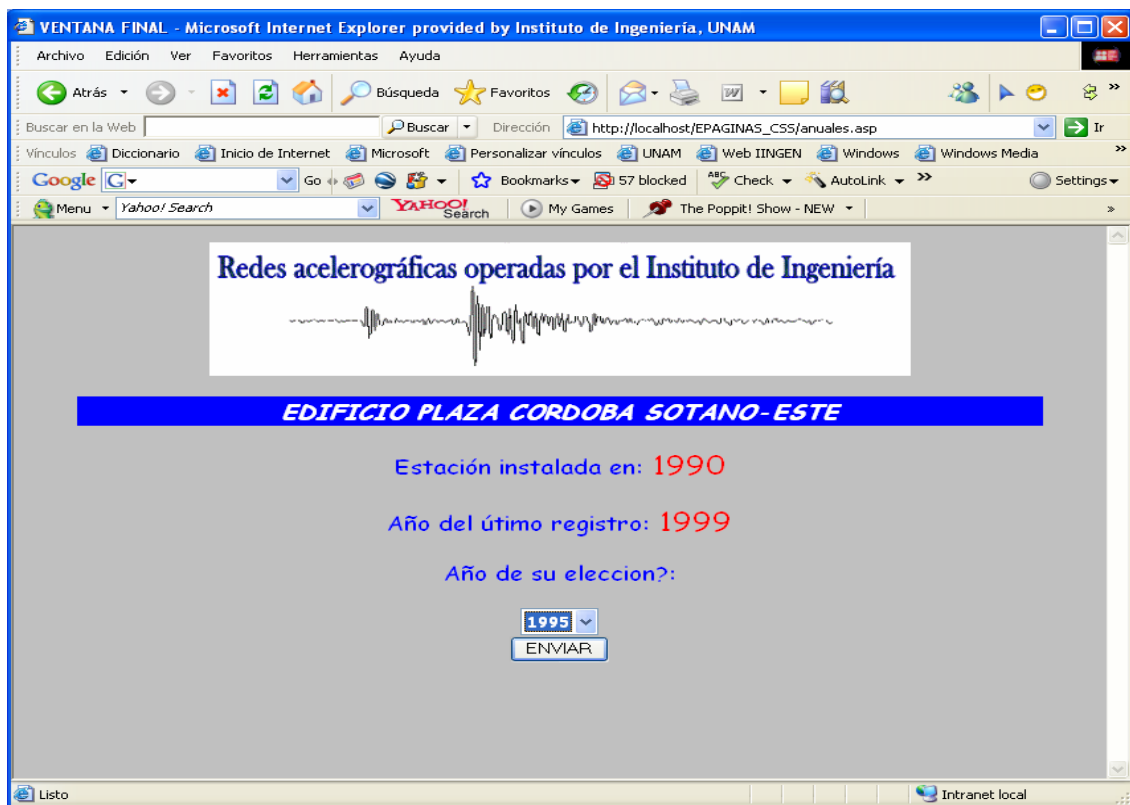 VENTANA FINAL - Microsoft Internet Explorer provided by Instituto de Ingeniería, UNAM
Archivo Edición Ver Favoritos Herramientas Ayuda
Atrás Búsqueda Favoritos W »
Buscar en la Web Buscar Dirección http://localhost/EPAGINAS_CSS/anuales.asp Ir
Vínculos Diccionario Inicio de Internet Microsoft Personalizar vínculos UNAM Web IINGEN Windows Windows Media »
Google G Go Bookmarks 57 blocked ABC Check AutoLink » Settings
Menu Yahoo! Search YAHOO! Search My Games The Poppit! Show - NEW »
Redes acelerográficas operadas por el Instituto de Ingeniería
EDIFICIO PLAZA CORDOBA SOTANO-ESTE
Estación instalada en: 1990
Año del útimo registro: 1999
Año de su eleccion?:
1995
ENVIAR
Listo Intranet local